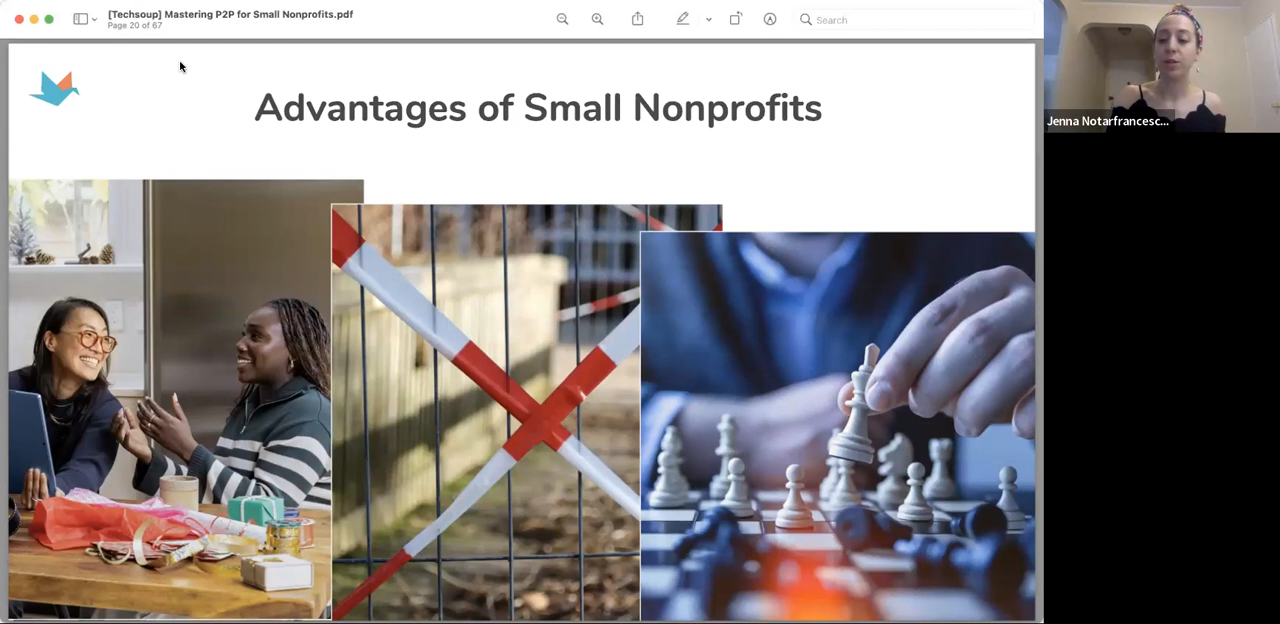 [Techsoup] Mastering P2P for Small Nonprofits.pdf
Page 20 of 67
Search
Advantages of Small Nonprofits
Jenna Notarfrancesc...